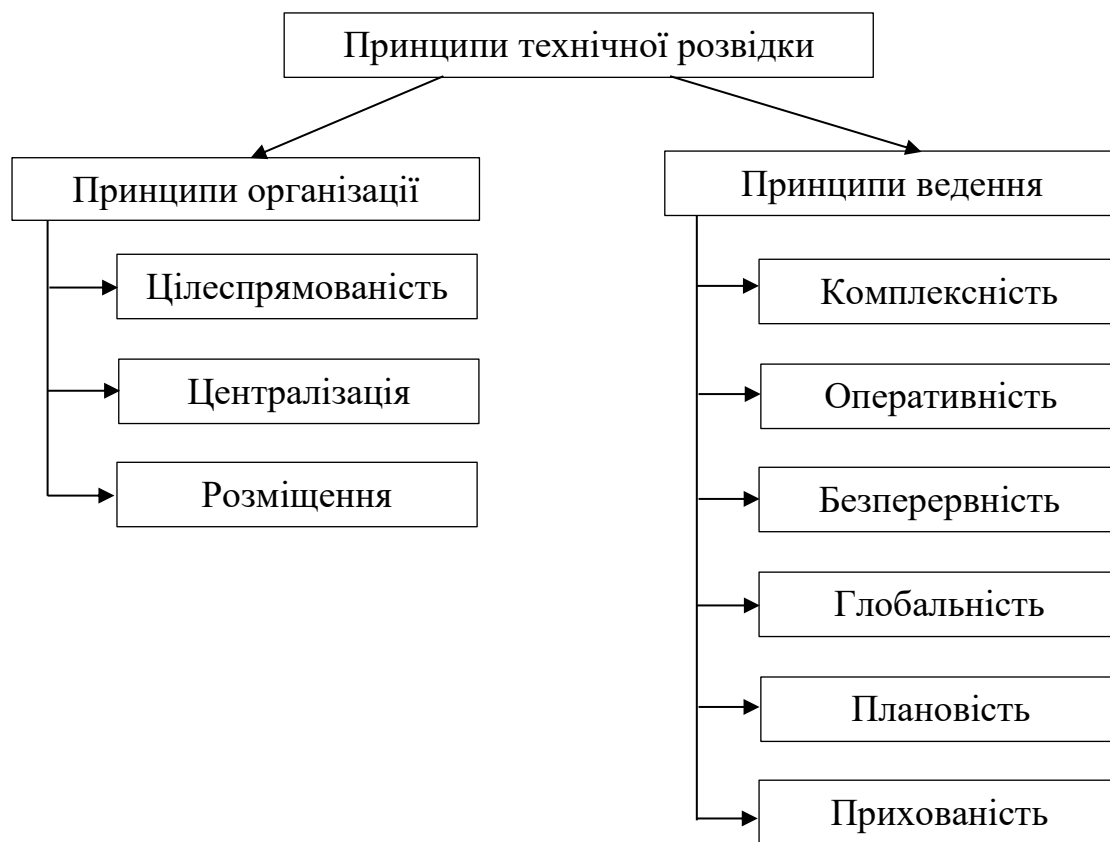 Принципи технічної розвідки
Принципи організації
Цілеспрямованість
Централізація
Розміщення
Принципи ведення
Комплексність
Оперативність
Безперервність
Глобальність
Плановість
Прихованість